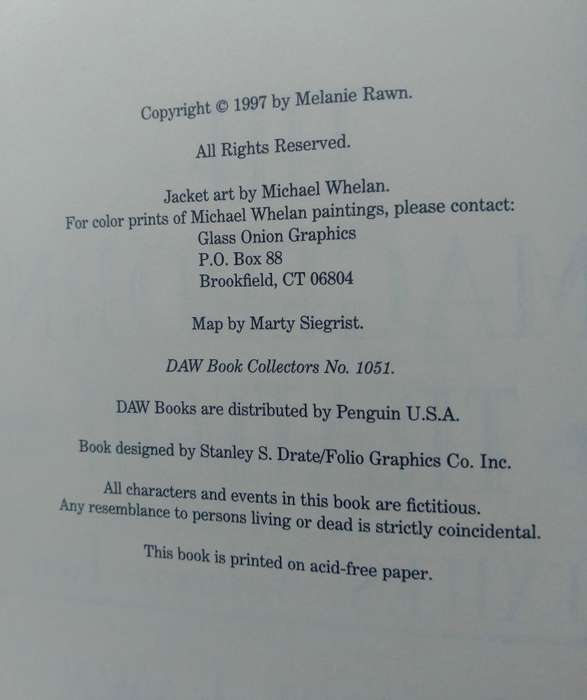 Copyright © 1997 by Melanie Rawn.
All Rights Reserved.
Jacket art by Michael Whelan.
For color prints of Michael Whelan paintings, please contact:
Glass Onion Graphics
P.O. Box 88
Brookfield, CT 06804
Map by Marty Siegrist.
DAW Book Collectors No. 1051.
DAW Books are distributed by Penguin U.S.A.
Book designed by Stanley S. Drate/Folio Graphics Co. Inc.
All characters and events in this book are fictitious.
Any resemblance to persons living or dead is strictly coincidental.
This book is printed on acid-free paper.